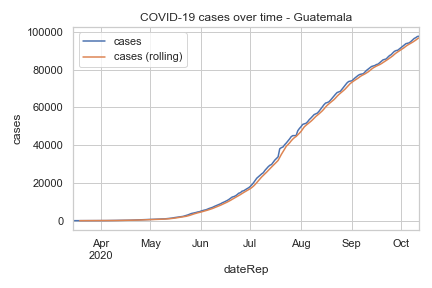 COVID-19 cases over time - Guatemala
cases
cases (rolling)
100000
80000
60000
40000
20000
0
cases
Apr May Jun Jul Aug Sep Oct
2020
dateRep